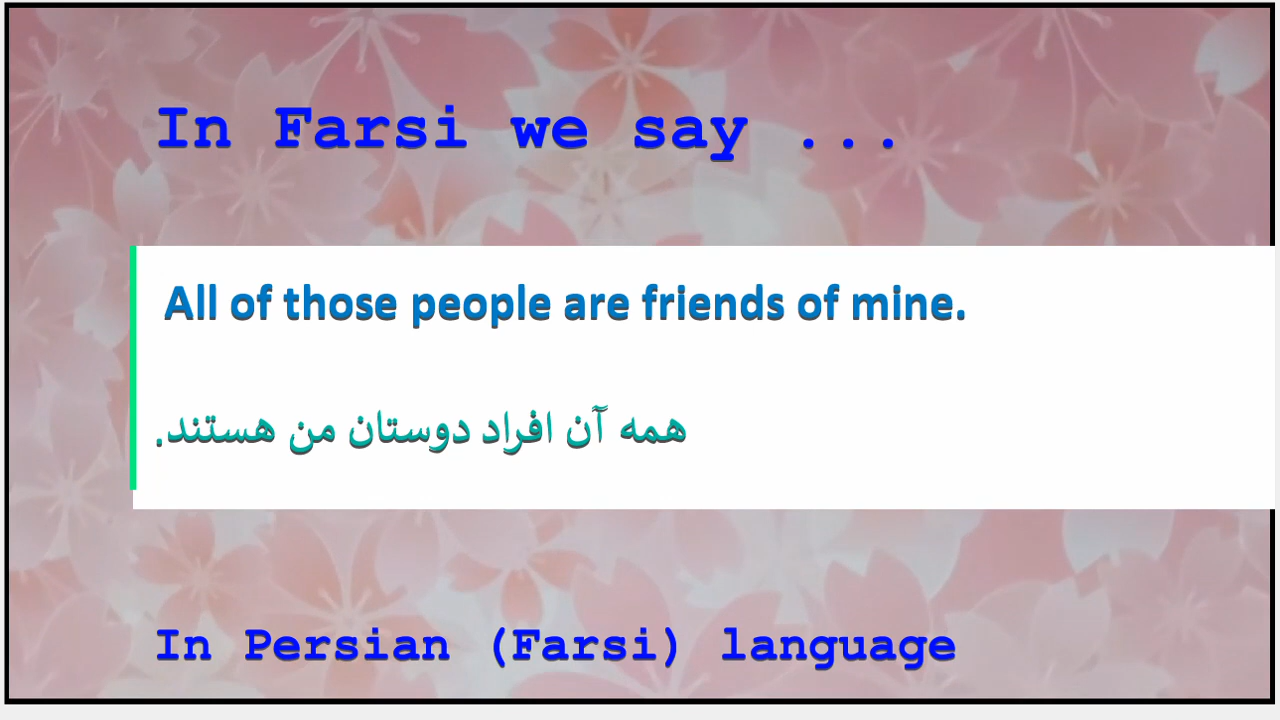 In Farsi we say ...
All of those people are friends of mine.
همه آن افراد دوستان من هستند.
In Persian (Farsi) language